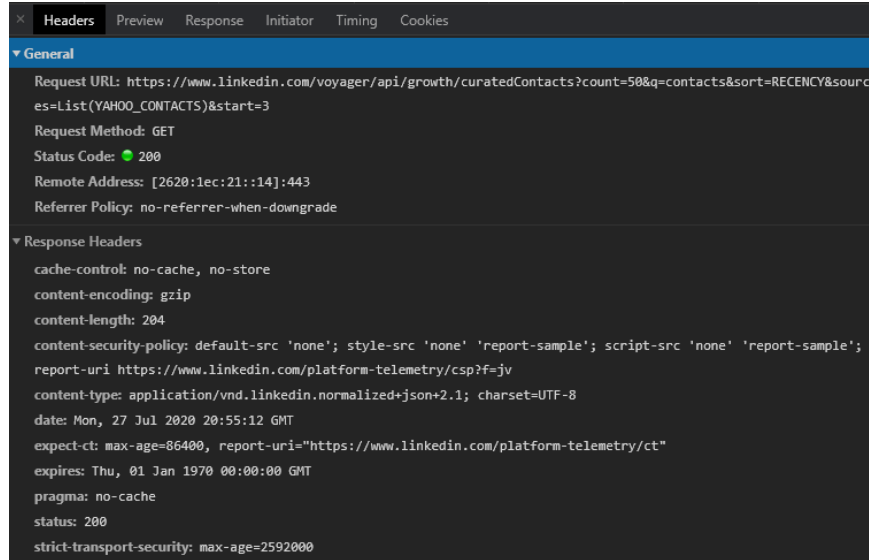 × Headers Preview Response Initiator Timing Cookies
▼ General
Request URL: https://www.linkedin.com/voyager/api/growth/curatedContacts?count=50&q=contacts&sort=RECENCY&sourc
es=List(YAHOO_CONTACTS)&start=3
Request Method: GET
Status Code: 200
Remote Address: [2620:1ec:21::14]:443
Referrer Policy: no-referrer-when-downgrade
▼ Response Headers
cache-control: no-cache, no-store
content-encoding: gzip
content-length: 204
content-security-policy: default-src 'none'; style-src 'none' 'report-sample'; script-src 'none' 'report-sample';
report-uri https://www.linkedin.com/platform-telemetry/csp?f=jv
content-type: application/vnd.linkedin.normalized+json+2.1; charset=UTF-8
date: Mon, 27 Jul 2020 20:55:12 GMT
expect-ct: max-age=86400, report-uri="https://www.linkedin.com/platform-telemetry/ct"
expires: Thu, 01 Jan 1970 00:00:00 GMT
pragma: no-cache
status: 200
strict-transport-security: max-age=2592000